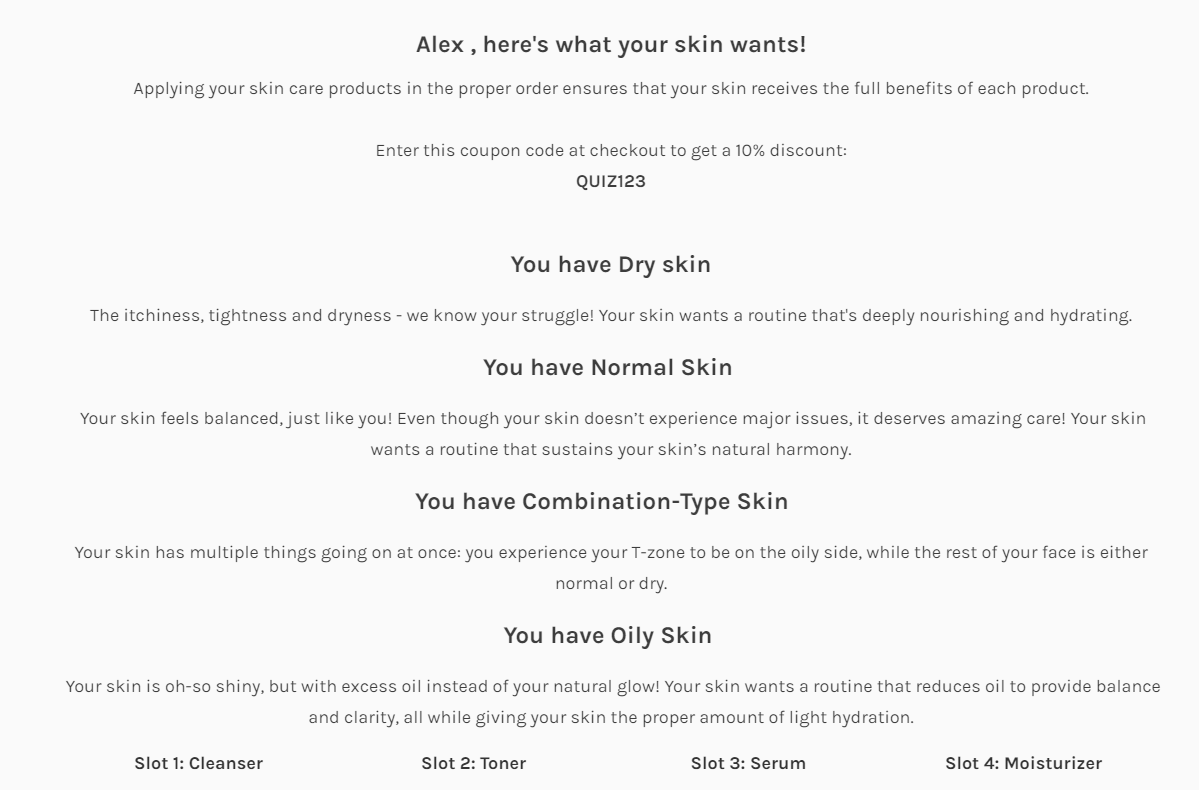 Alex , here's what your skin wants!
Applying your skin care products in the proper order ensures that your skin receives the full benefits of each product.
Enter this coupon code at checkout to get a 10% discount:
QUIZ123
You have Dry skin
The itchiness, tightness and dryness - we know your struggle! Your skin wants a routine that's deeply nourishing and hydrating.
You have Normal Skin
Your skin feels balanced, just like you! Even though your skin doesn’t experience major issues, it deserves amazing care! Your skin
wants a routine that sustains your skin’s natural harmony.
You have Combination-Type Skin
Your skin has multiple things going on at once: you experience your T-zone to be on the oily side, while the rest of your face is either
normal or dry.
You have Oily Skin
Your skin is oh-so shiny, but with excess oil instead of your natural glow! Your skin wants a routine that reduces oil to provide balance
and clarity, all while giving your skin the proper amount of light hydration.
Slot 1: Cleanser Slot 2: Toner Slot 3: Serum Slot 4: Moisturizer